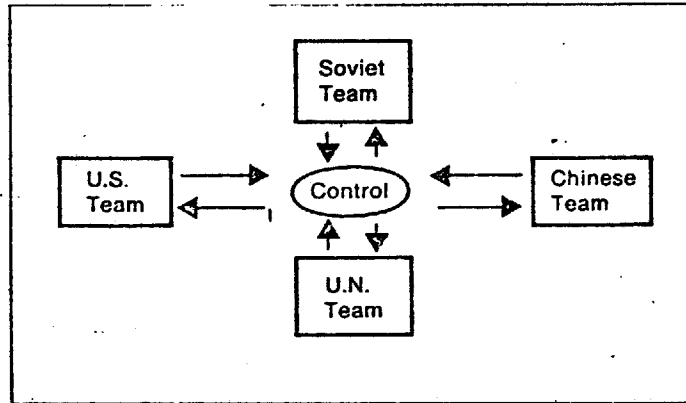 Soviet
Team
U.S.
Team
Control
Chinese
Team
U.N.
Team